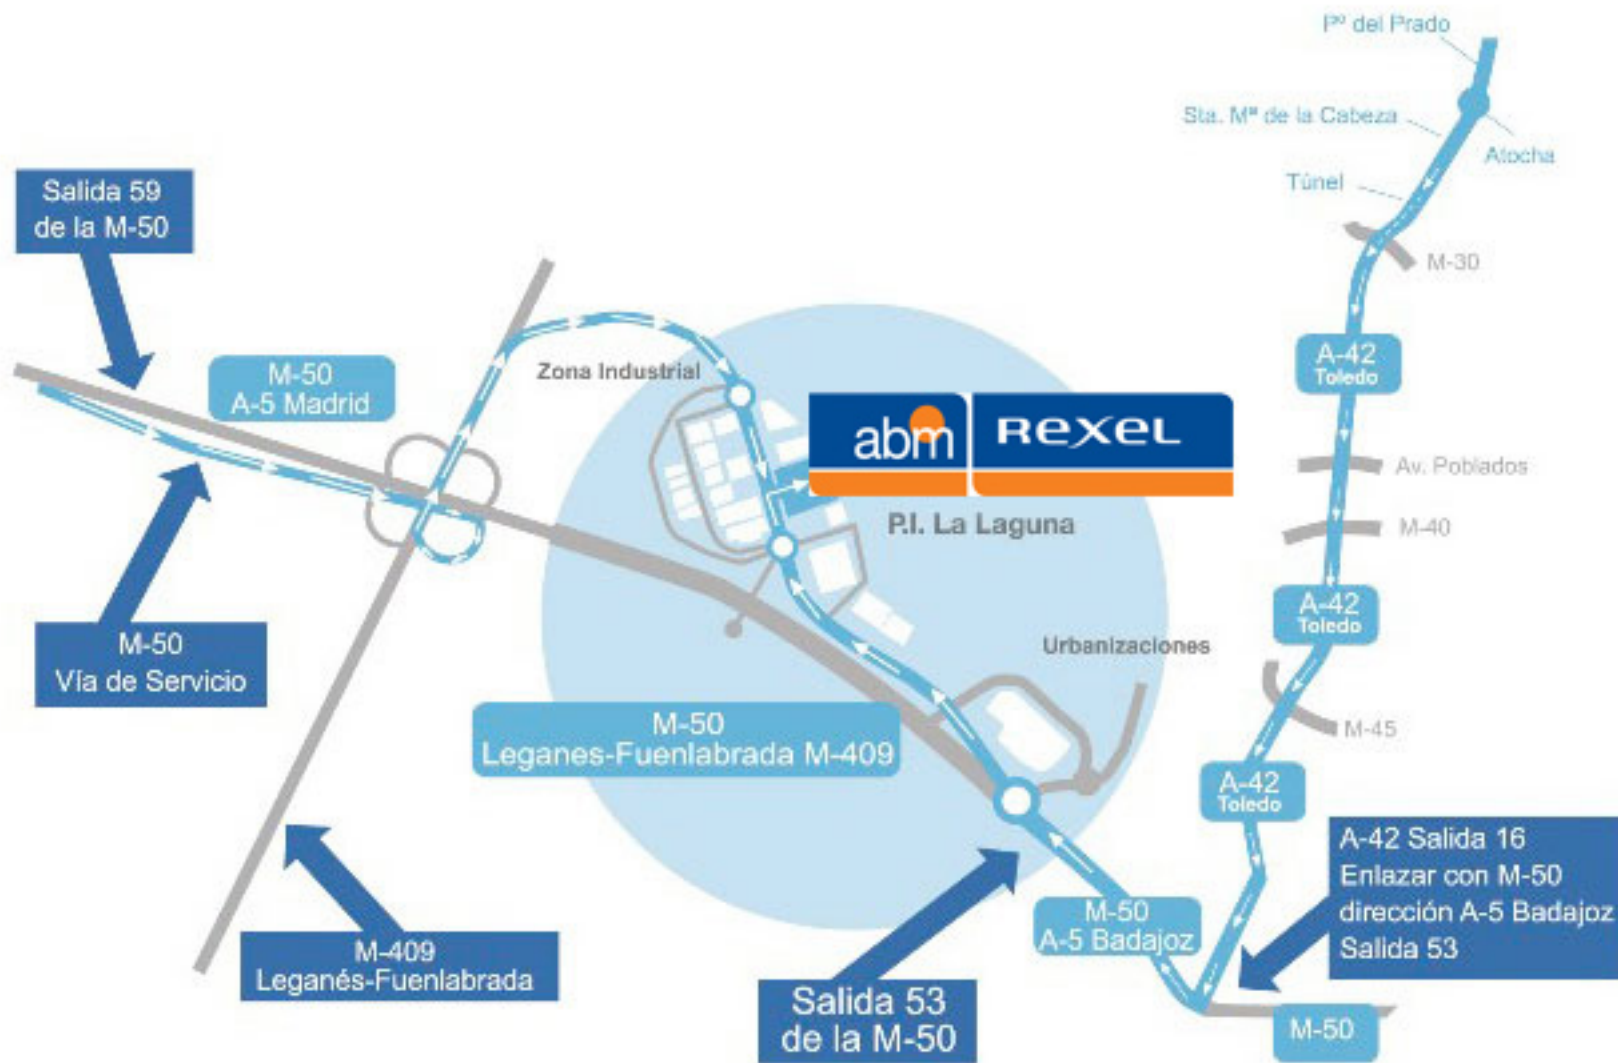 Pº del Prado
Sta. Mª de la Cabeza
Atocha
Túnel
M-30
Salida 59
de la M-50
A-42
Toledo
M-50
A-5 Madrid
Zona Industrial
abm
REXEL
Av. Poblados
P.I. La Laguna
M-40
A-42
Toledo
M-50
Vía de Servicio
Urbanizaciones
M-50
Leganes-Fuenlabrada M-409
M-45
A-42
Toledo
A-42 Salida 16
Enlazar con M-50
dirección A-5 Badajoz
Salida 53
M-50
A-5 Badajoz
M-409
Leganés-Fuenlabrada
Salida 53
de la M-50
M-50